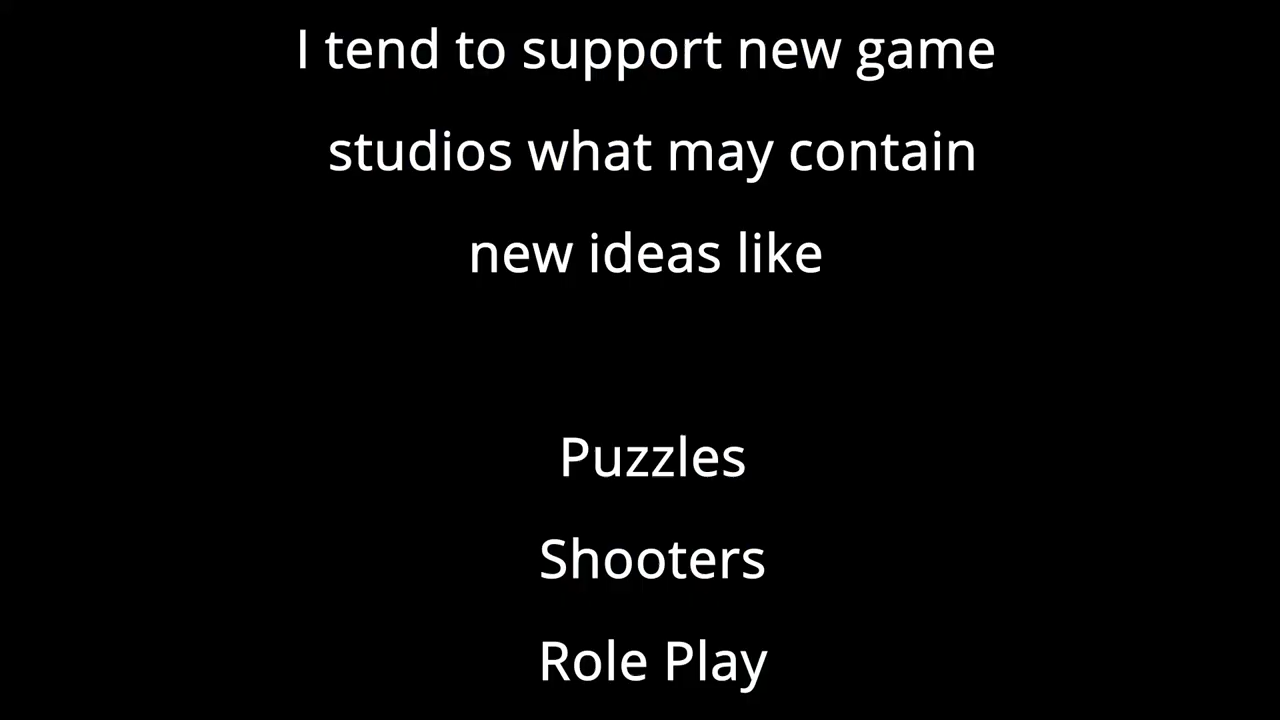 I tend to support new game
studios what may contain
new ideas like
Puzzles
Shooters
Role Play